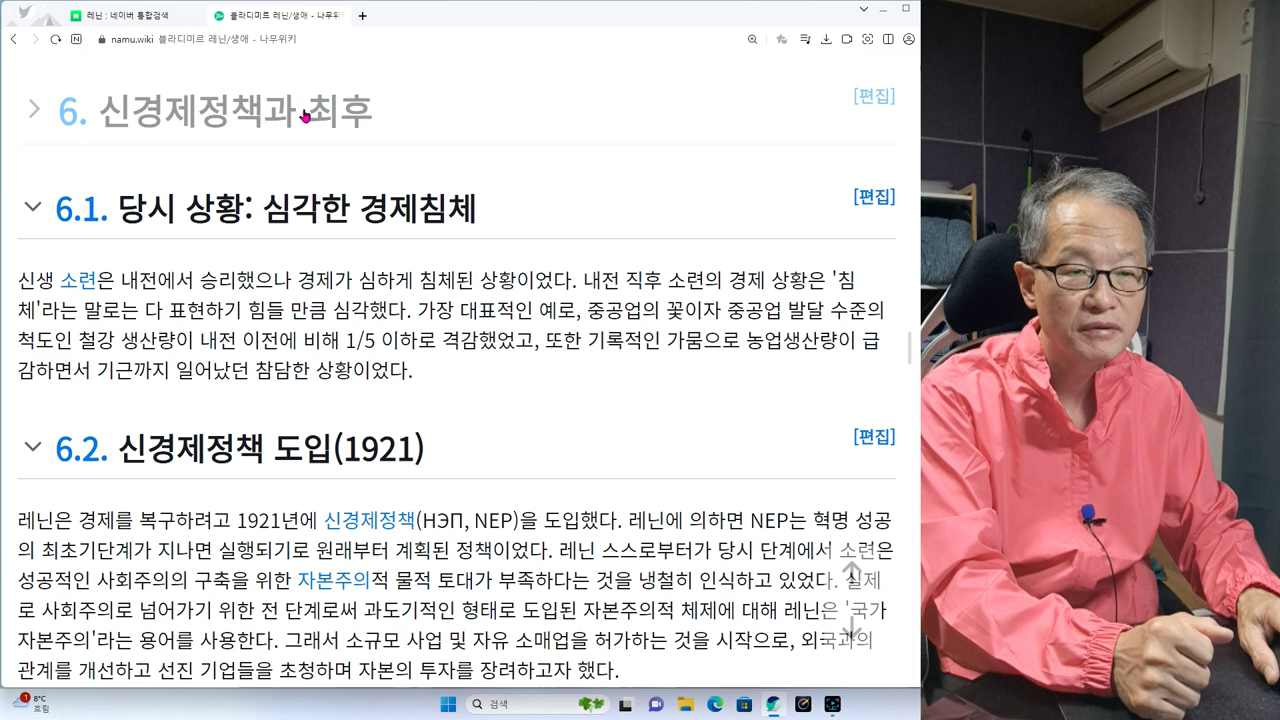 레닌 : 네이버 통합검색
블라디미르 레닌/생애 - 나무위키
namu.wiki 블라디미르 레닌/생애 - 나무위키
6. 신경제정책과 최후
[편집]
6.1. 당시 상황: 심각한 경제침체
[편집]
신생 소련은 내전에서 승리했으나 경제가 심하게 침체된 상황이었다. 내전 직후 소련의 경제 상황은 '침
체'라는 말로는 다 표현하기 힘들 만큼 심각했다. 가장 대표적인 예로, 중공업의 꽃이자 중공업 발달 수준의
척도인 철강 생산량이 내전 이전에 비해 1/5 이하로 격감했었고, 또한 기록적인 가뭄으로 농업생산량이 급
감하면서 기근까지 일어났던 참담한 상황이었다.
6.2. 신경제정책 도입(1921)
[편집]
레닌은 경제를 복구하려고 1921년에 신경제정책(НЭП, NEP)을 도입했다. 레닌에 의하면 NEP는 혁명 성공
의 최초기단계가 지나면 실행되기로 원래부터 계획된 정책이었다. 레닌 스스로부터가 당시 단계에서 소련은
성공적인 사회주의의 구축을 위한 자본주의적 물적 토대가 부족하다는 것을 냉철히 인식하고 있었다. 실제
로 사회주의로 넘어가기 위한 전 단계로써 과도기적인 형태로 도입된 자본주의적 체제에 대해 레닌은 '국가
자본주의'라는 용어를 사용한다. 그래서 소규모 사업 및 자유 소매업을 허가하는 것을 시작으로, 외국과의
관계를 개선하고 선진 기업들을 초청하며 자본의 투자를 장려하고자 했다.
1
8°C
흐림
검색